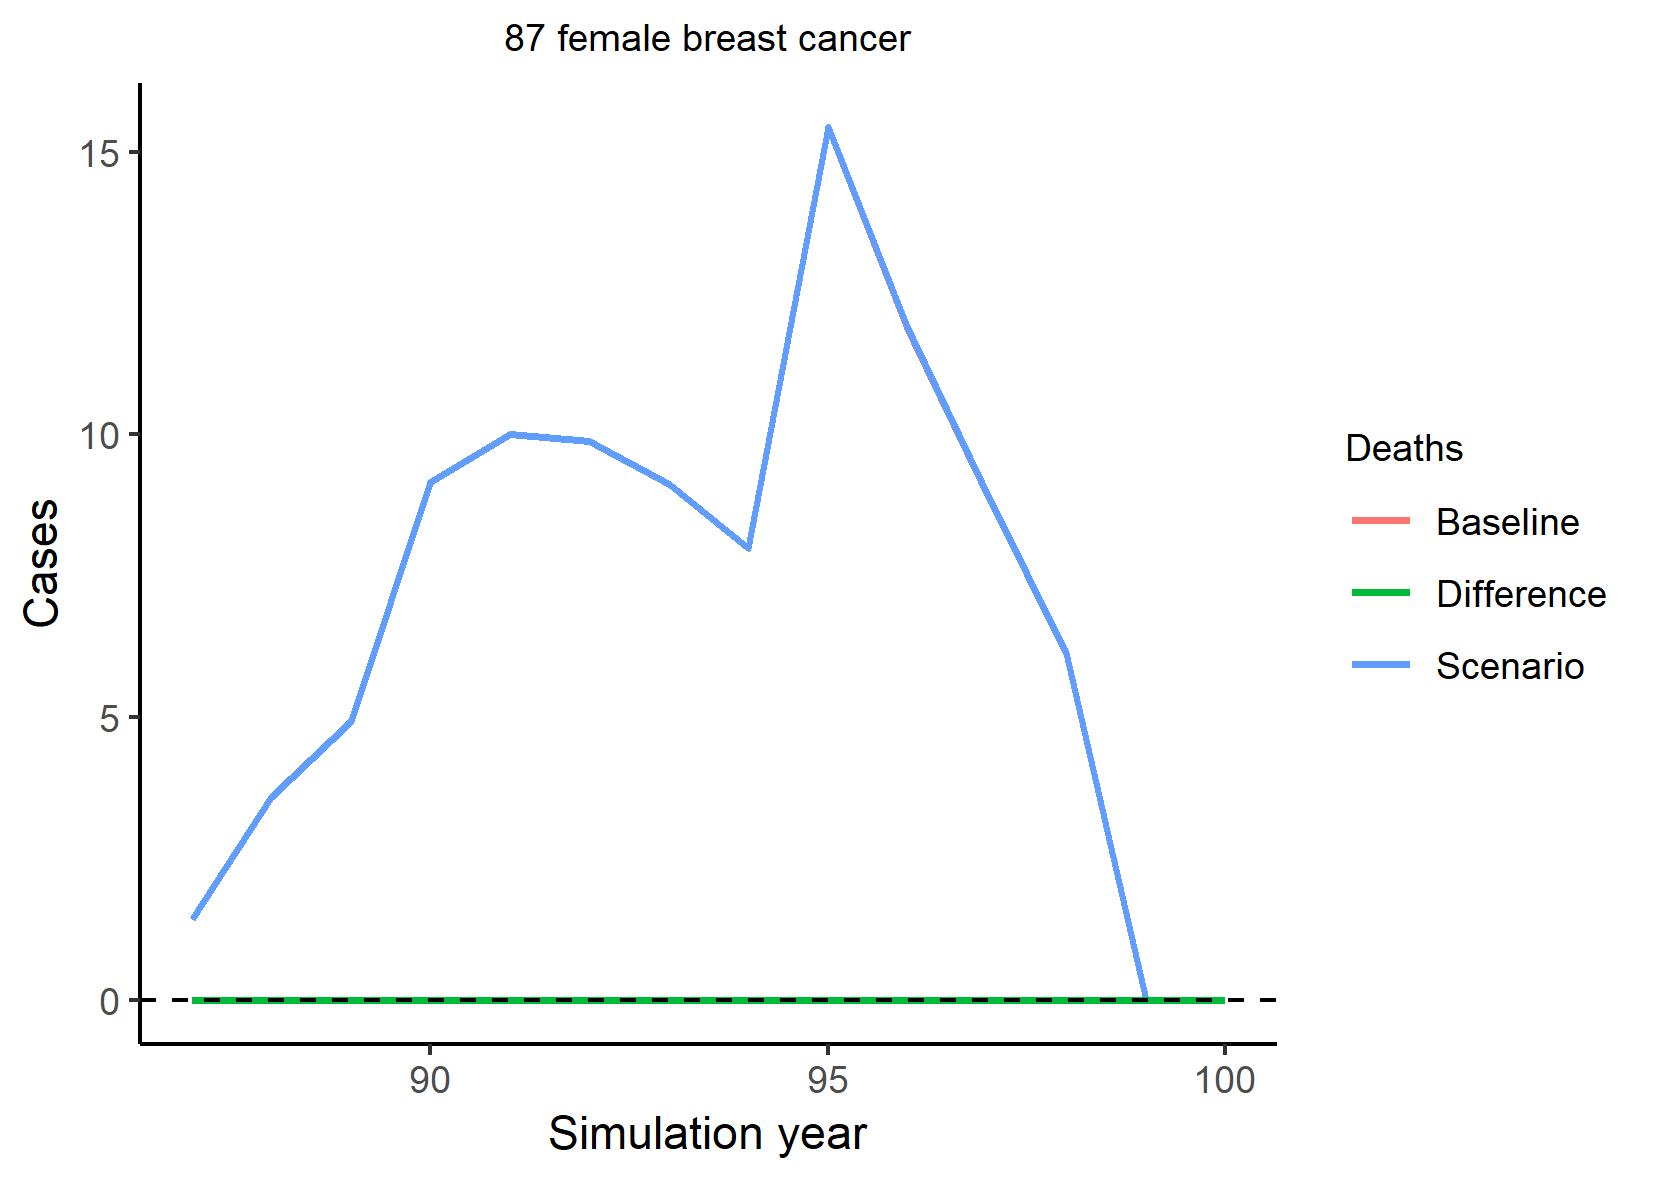 87 female breast cancer
15
10
5
0
Cases
90 95 100
Simulation year
Deaths
Baseline
Difference
Scenario